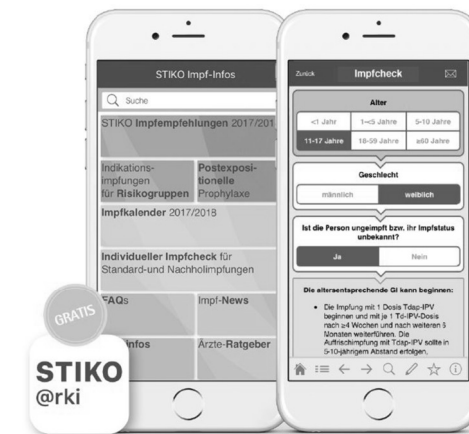 STIKO Impf-Infos
Suche
STIKO Impfempfehlungen 2017/201
Indikations-
impfungen
für Risikogruppen
Postexposi-
tionelle
Prophylaxe
Impfkalender 2017/2018
Individueller Impfcheck für
Standard-und Nachholimpfungen
FAQs
Impf-News
infos
Ärzte-Ratgeber
GRATIS
STIKO
@rki
Zurück
Impfcheck
Alter
<1 Jahr
1-<5 Jahre
5-10 Jahre
11-17 Jahre
18-59 Jahre
≥60 Jahre
Geschlecht
männlich
weiblich
Ist die Person ungeimpft bzw. ihr Impfstatus
unbekannt?
Ja
Nein
Die altersentsprechende GI kann beginnen:
• Die Impfung mit 1 Dosis Tdap-IPV
beginnen und mit je 1 Td-IPV-Dosis
nach ≥4 Wochen und nach weiteren 6
Monaten weiterführen. Die
Auffrischimpfung mit Tdap-IPV sollte in
5-10-jährigem Abstand erfolgen,